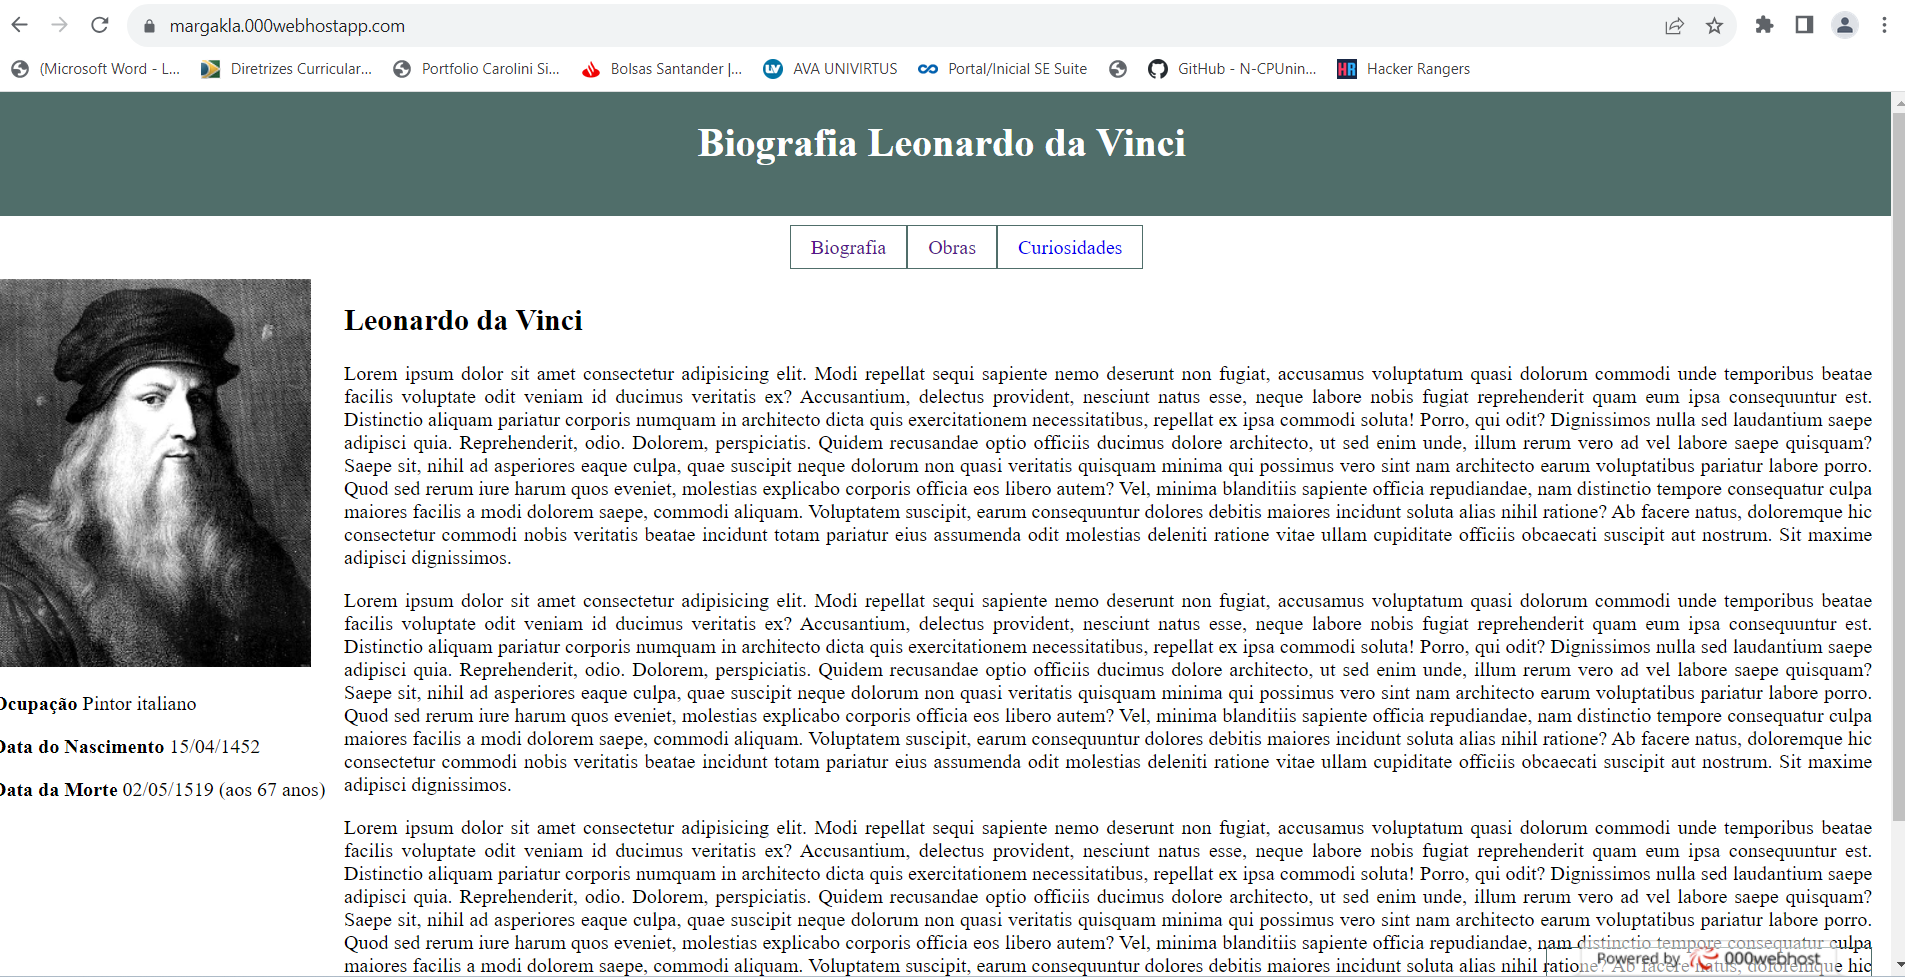 margakla.000webhostapp.com
(Microsoft Word - L... Diretrizes Curricular... Portfolio Carolini Si... Bolsas Santander |... AVA UNIVIRTUS Portal/Inicial SE Suite GitHub - N-CPUnin... Hacker Rangers
Biografia Leonardo da Vinci
Biografia Obras Curiosidades
Ocupação Pintor italiano
Data do Nascimento 15/04/1452
Data da Morte 02/05/1519 (aos 67 anos)
Leonardo da Vinci
Lorem ipsum dolor sit amet consectetur adipisicing elit. Modi repellat sequi sapiente nemo deserunt non fugiat, accusamus voluptatum quasi dolorum commodi unde temporibus beatae
facilis voluptate odit veniam id ducimus veritatis ex? Accusantium, delectus provident, nesciunt natus esse, neque labore nobis fugiat reprehenderit quam eum ipsa consequuntur est.
Distinctio aliquam pariatur corporis numquam in architecto dicta quis exercitationem necessitatibus, repellat ex ipsa commodi soluta! Porro, qui odit? Dignissimos nulla sed laudantium saepe
adipisci quia. Reprehenderit, odio. Dolorem, perspiciatis. Quidem recusandae optio officiis ducimus dolore architecto, ut sed enim unde, illum rerum vero ad vel labore saepe quisquam?
Saepe sit, nihil ad asperiores eaque culpa, quae suscipit neque dolorum non quasi veritatis quisquam minima qui possimus vero sint nam architecto earum voluptatibus pariatur labore porro.
Quod sed rerum iure harum quos eveniet, molestias explicabo corporis officia eos libero autem? Vel, minima blanditiis sapiente officia repudiandae, nam distinctio tempore consequatur culpa
maiores facilis a modi dolorem saepe, commodi aliquam. Voluptatem suscipit, earum consequuntur dolores debitis maiores incidunt soluta alias nihil ratione? Ab facere natus, doloremque hic
consectetur commodi nobis veritatis beatae incidunt totam pariatur eius assumenda odit molestias deleniti ratione vitae ullam cupiditate officiis obcaecati suscipit aut nostrum. Sit maxime
adipisci dignissimos.
Lorem ipsum dolor sit amet consectetur adipisicing elit. Modi repellat sequi sapiente nemo deserunt non fugiat, accusamus voluptatum quasi dolorum commodi unde temporibus beatae
facilis voluptate odit veniam id ducimus veritatis ex? Accusantium, delectus provident, nesciunt natus esse, neque labore nobis fugiat reprehenderit quam eum ipsa consequuntur est.
Distinctio aliquam pariatur corporis numquam in architecto dicta quis exercitationem necessitatibus, repellat ex ipsa commodi soluta! Porro, qui odit? Dignissimos nulla sed laudantium saepe
adipisci quia. Reprehenderit, odio. Dolorem, perspiciatis. Quidem recusandae optio officiis ducimus dolore architecto, ut sed enim unde, illum rerum vero ad vel labore saepe quisquam?
Saepe sit, nihil ad asperiores eaque culpa, quae suscipit neque dolorum non quasi veritatis quisquam minima qui possimus vero sint nam architecto earum voluptatibus pariatur labore porro.
Quod sed rerum iure harum quos eveniet, molestias explicabo corporis officia eos libero autem? Vel, minima blanditiis sapiente officia repudiandae, nam distinctio tempore consequatur culpa
maiores facilis a modi dolorem saepe, commodi aliquam. Voluptatem suscipit, earum consequuntur dolores debitis maiores incidunt soluta alias nihil ratione? Ab facere natus, doloremque hic
consectetur commodi nobis veritatis beatae incidunt totam pariatur eius assumenda odit molestias deleniti ratione vitae ullam cupiditate officiis obcaecati suscipit aut nostrum. Sit maxime
adipisci dignissimos.
Lorem ipsum dolor sit amet consectetur adipisicing elit. Modi repellat sequi sapiente nemo deserunt non fugiat, accusamus voluptatum quasi dolorum commodi unde temporibus beatae
facilis voluptate odit veniam id ducimus veritatis ex? Accusantium, delectus provident, nesciunt natus esse, neque labore nobis fugiat reprehenderit quam eum ipsa consequuntur est.
Distinctio aliquam pariatur corporis numquam in architecto dicta quis exercitationem necessitatibus, repellat ex ipsa commodi soluta! Porro, qui odit? Dignissimos nulla sed laudantium saepe
adipisci quia. Reprehenderit, odio. Dolorem, perspiciatis. Quidem recusandae optio officiis ducimus dolore architecto, ut sed enim unde, illum rerum vero ad vel labore saepe quisquam?
Saepe sit, nihil ad asperiores eaque culpa, quae suscipit neque dolorum non quasi veritatis quisquam minima qui possimus vero sint nam architecto earum voluptatibus pariatur labore porro.
Quod sed rerum iure harum quos eveniet, molestias explicabo corporis officia eos libero autem? Vel, minima blanditiis sapiente officia repudiandae, nam distinctio tempore consequatur culpa
maiores facilis a modi dolorem saepe, commodi aliquam. Voluptatem suscipit, earum consequuntur dolores debitis maiores incidunt soluta alias nihil ratione? Ab facere natus, doloremque hic
Powered by 000webhost